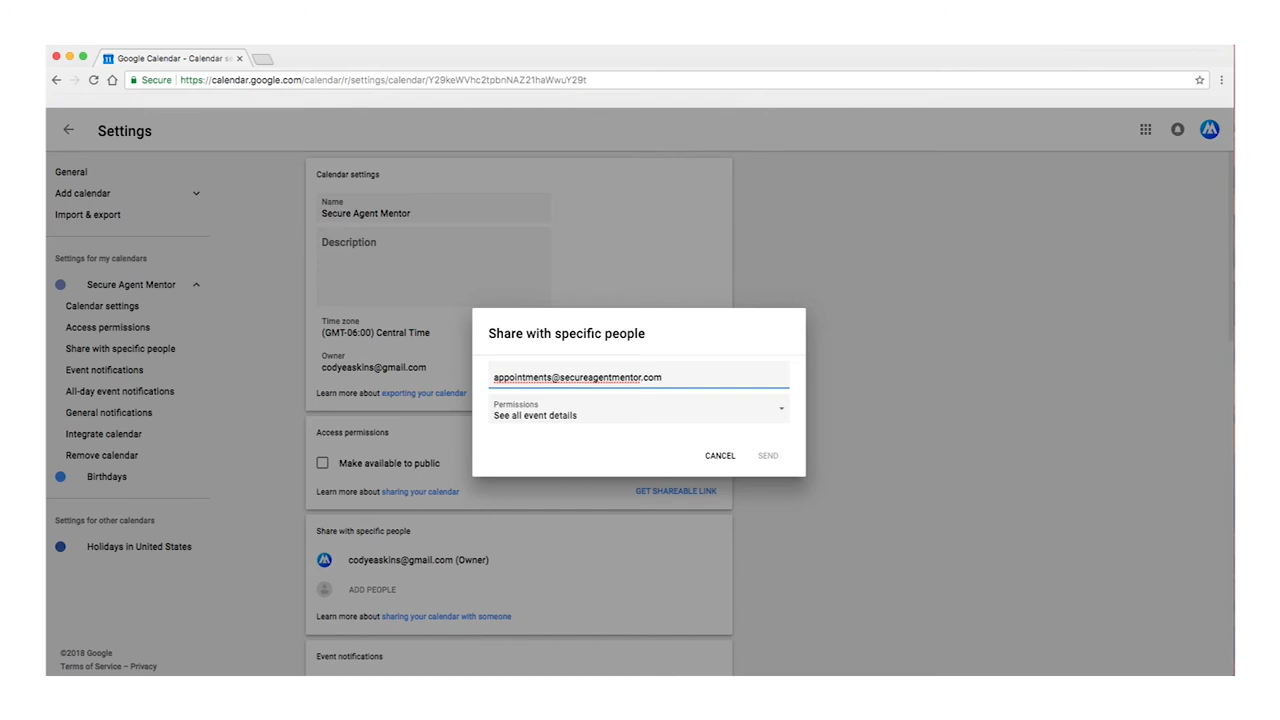 Google Calendar - Calendar se
Secure
https://calendar.google.com/calendar/r/settings/calendar/Y29keWVhc2tpbnNAZ21haWwuY29t
Settings
General
Add calendar
Import & export
Settings for my calendars
Secure Agent Mentor
Calendar settings
Access permissions
Share with specific people
Event notifications
All-day event notifications
General notifications
Integrate calendar
Remove calendar
Birthdays
Settings for other calendars
Holidays in United States
©2018 Google
Terms of Service – Privacy
Calendar settings
Name
Secure Agent Mentor
Description
Time zone
(GMT-06:00) Central Time
Owner
codyeaskins@gmail.com
Learn more about exporting your calendar
Access permissions
Make available to public
Learn more about sharing your calendar
GET SHAREABLE LINK
Share with specific people
codyeaskins@gmail.com (Owner)
ADD PEOPLE
Learn more about sharing your calendar with someone
Event notifications
Share with specific people
appointments@secureagentmentor.com
Permissions
See all event details
CANCEL
SEND